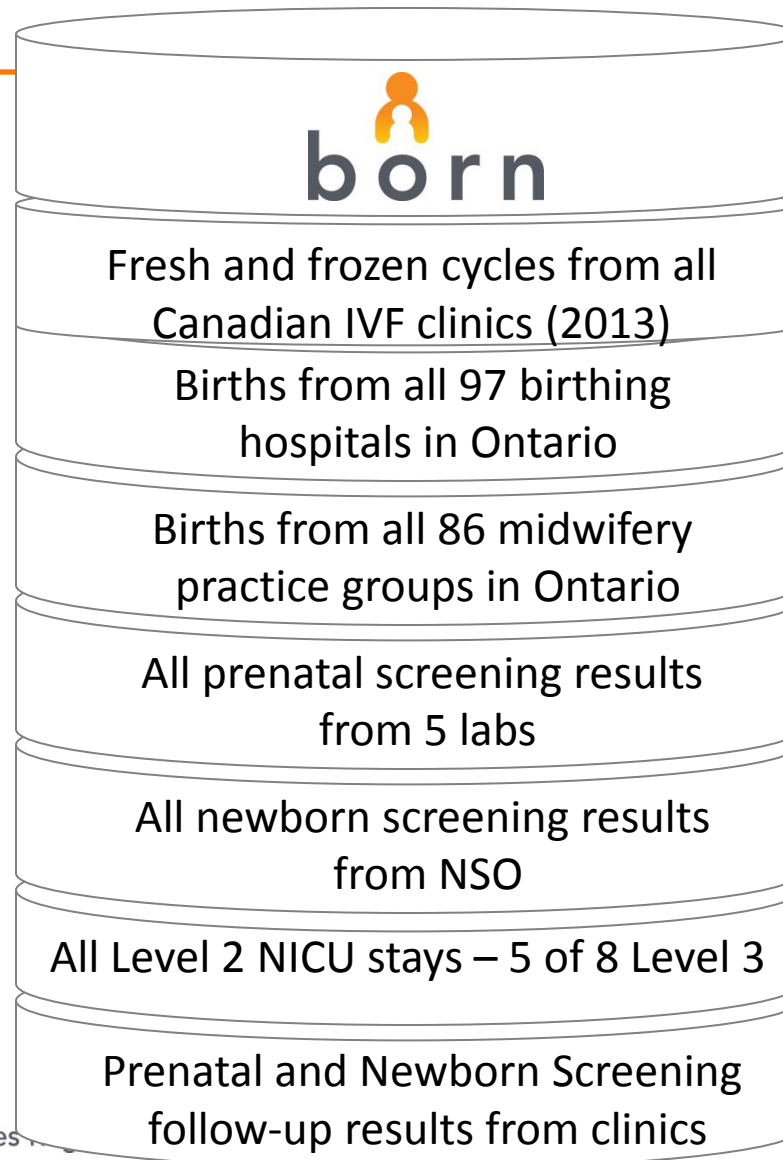 born
Fresh and frozen cycles from all
Canadian IVF clinics (2013)
Births from all 97 birthing
hospitals in Ontario
Births from all 86 midwifery
practice groups in Ontario
All prenatal screening results
from 5 labs
All newborn screening results
from NSO
All Level 2 NICU stays – 5 of 8 Level 3
Prenatal and Newborn Screening
follow-up results from clinics